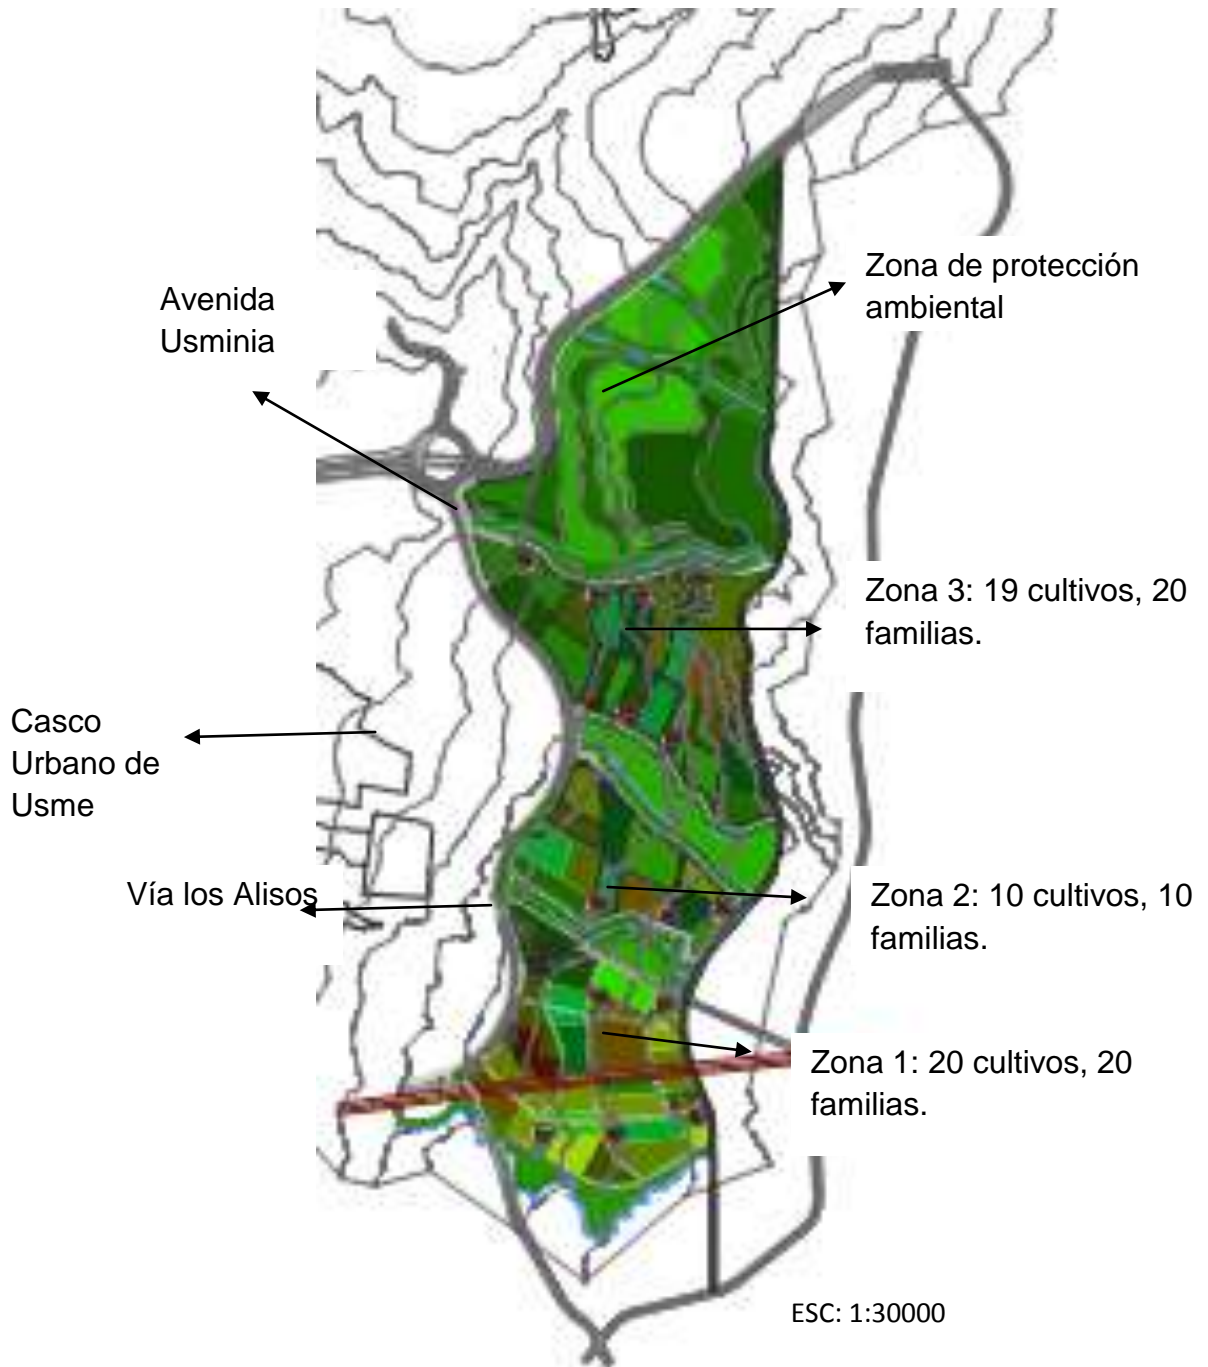 Zona de protección
ambiental
Avenida
Usminia
Zona 3: 19 cultivos, 20
familias.
Casco
Urbano de
Usme
Vía los Alisos
Zona 2: 10 cultivos, 10
familias.
Zona 1: 20 cultivos, 20
familias.
ESC: 1:30000